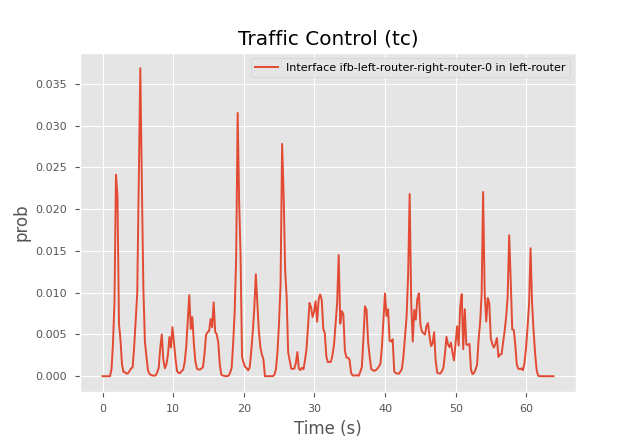 Traffic Control (tc)
Interface ifb-left-router-right-router-0 in left-router
0.035
0.030
0.025
0.020
0.015
0.010
0.005
0.000
prob
0 10 20 30 40 50 60
Time (s)